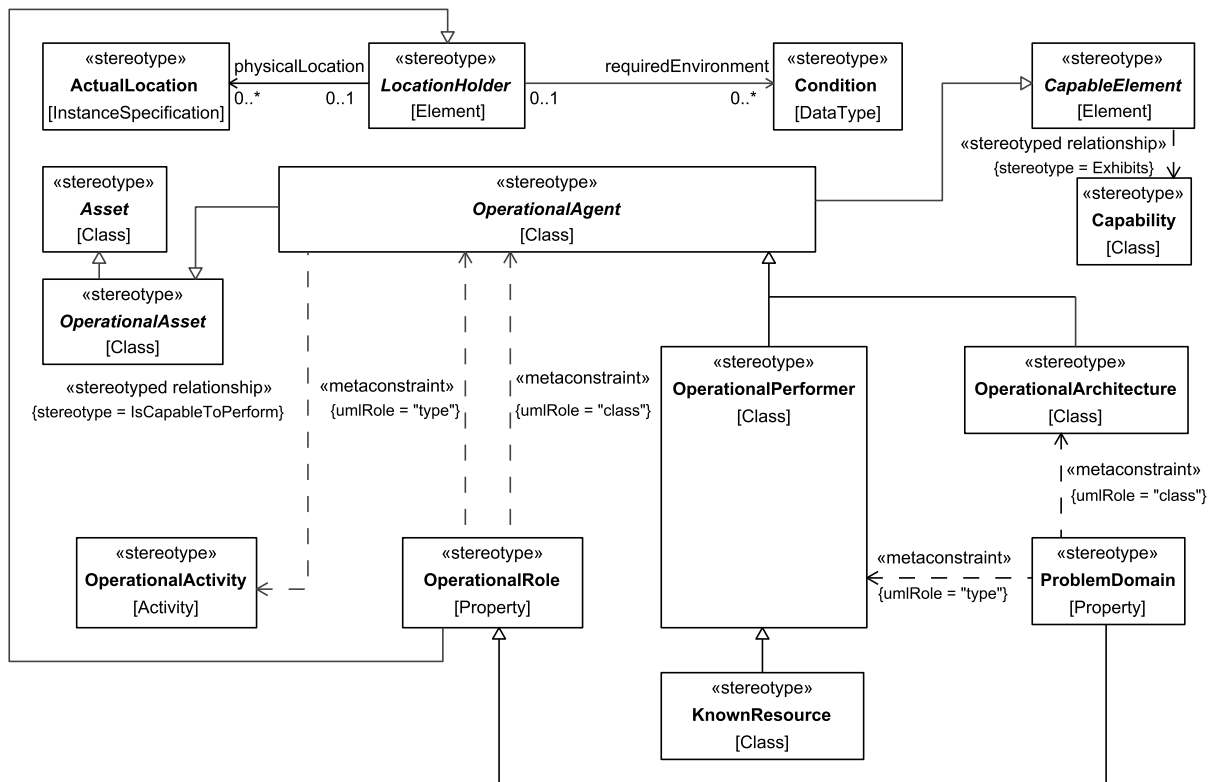 «stereotype»
ActualLocation
[InstanceSpecification]
physicalLocation
0..*
0..1
«stereotype»
LocationHolder
[Element]
requiredEnvironment
0..1
0..*
«stereotype»
Condition
[DataType]
«stereotype»
CapableElement
[Element]
«stereotyped relationship»
{stereotype = Exhibits}
«stereotype»
Capability
[Class]
«stereotype»
Asset
[Class]
«stereotype»
OperationalAgent
[Class]
«stereotype»
OperationalAsset
[Class]
«stereotyped relationship»
{stereotype = IsCapableToPerform}
«metaconstraint»
{umlRole = "type"}
«metaconstraint»
{umlRole = "class"}
«stereotype»
OperationalPerformer
[Class]
«stereotype»
OperationalArchitecture
[Class]
«metaconstraint»
{umlRole = "class"}
«stereotype»
OperationalActivity
[Activity]
«stereotype»
OperationalRole
[Property]
«metaconstraint»
{umlRole = "type"}
«stereotype»
ProblemDomain
[Property]
«stereotype»
KnownResource
[Class]